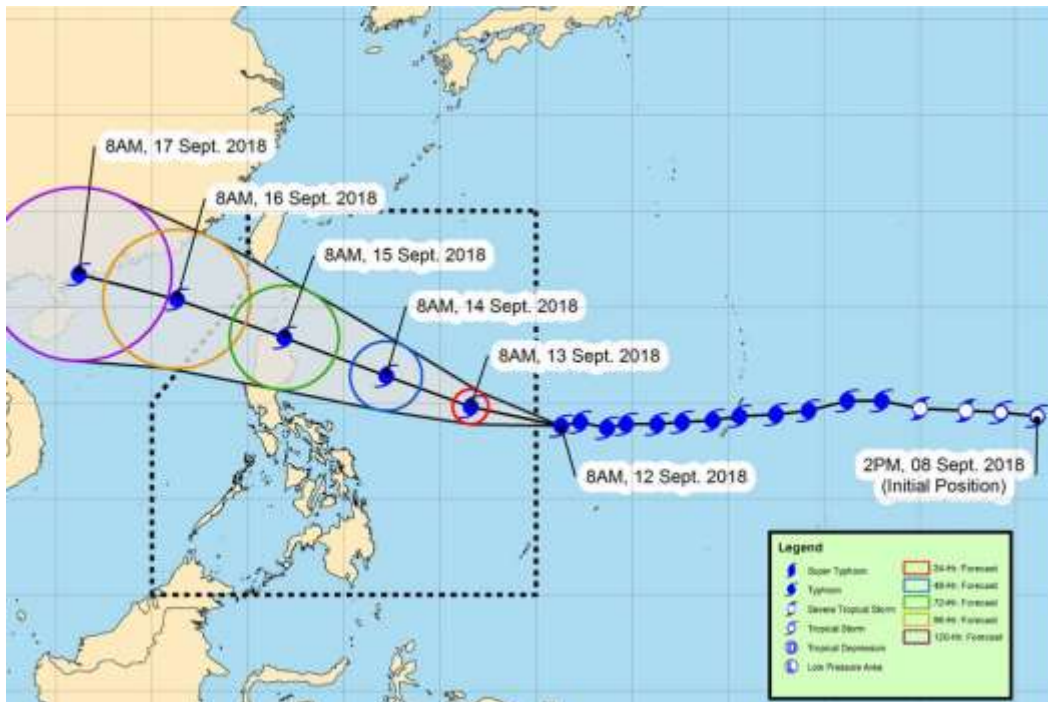 8AM, 17 Sept. 2018
8AM, 16 Sept. 2018
8AM, 15 Sept. 2018
8AM, 14 Sept. 2018
8AM, 13 Sept. 2018
8AM, 12 Sept. 2018
2PM, 08 Sept. 2018
(Initial Position)
Legend
Super Typhoon
Typhoon
Severe Tropical Storm
Tropical Storm
Tropical Depression
Low Pressure Area
24-Hr. Forecast
48-Hr. Forecast
72-Hr. Forecast
96-Hr. Forecast
120-Hr. Forecast